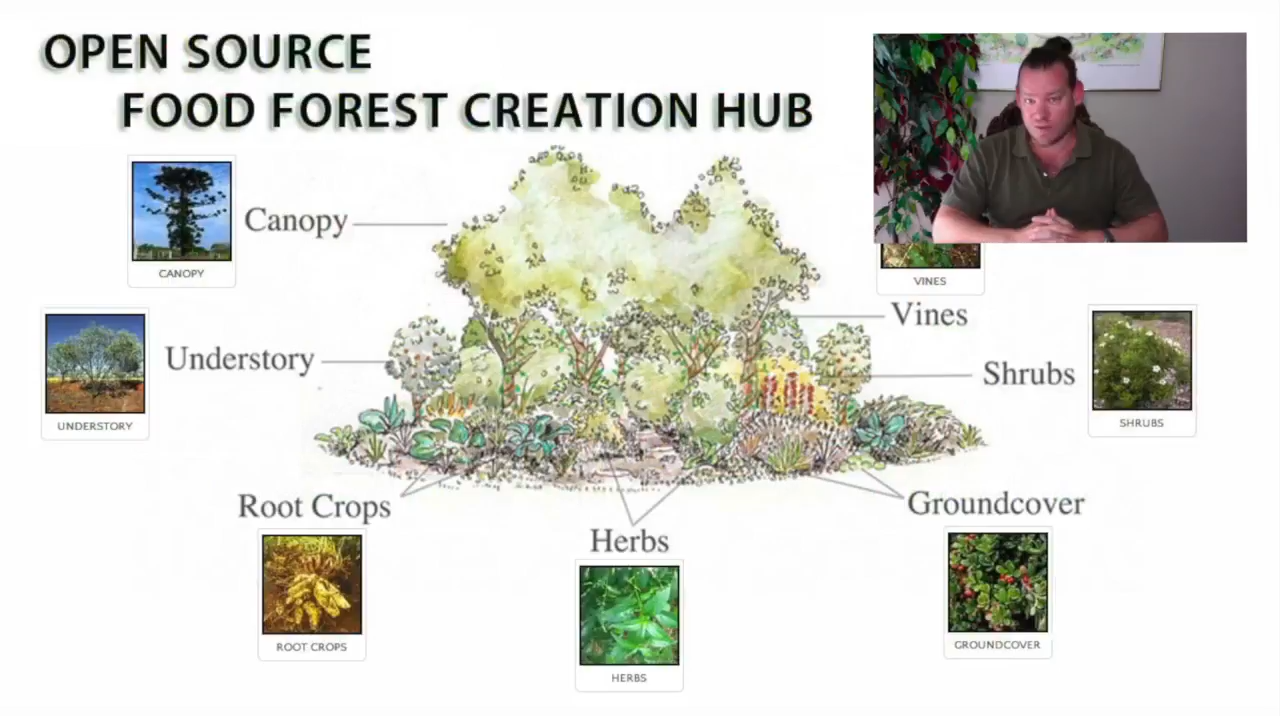 OPEN SOURCE
FOOD FOREST CREATION HUB
Canopy
CANOPY
VINES
Vines
Understory
UNDERSTORY
Shrubs
SHRUBS
Root Crops
ROOT CROPS
Herbs
HERBS
Groundcover
GROUNDCOVER